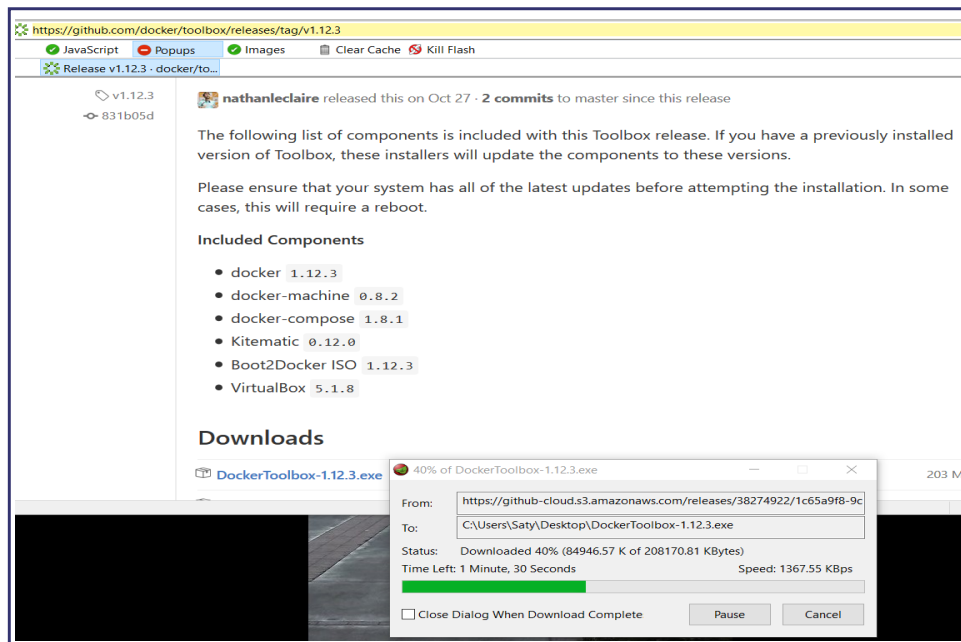 https://github.com/docker/toolbox/releases/tag/v1.12.3
JavaScript Popups Images Clear Cache Kill Flash
Release v1.12.3 · docker/to...
v1.12.3
831b05d
nathanleclaire released this on Oct 27 · 2 commits to master since this release
The following list of components is included with this Toolbox release. If you have a previously installed
version of Toolbox, these installers will update the components to these versions.
Please ensure that your system has all of the latest updates before attempting the installation. In some
cases, this will require a reboot.
Included Components
docker 1.12.3
docker-machine 0.8.2
docker-compose 1.8.1
Kitematic 0.12.0
Boot2Docker ISO 1.12.3
VirtualBox 5.1.8
Downloads
DockerToolbox-1.12.3.exe
203 M
40% of DockerToolbox-1.12.3.exe
From: https://github-cloud.s3.amazonaws.com/releases/38274922/1c65a9f8-9c
To: C:\Users\Saty\Desktop\DockerToolbox-1.12.3.exe
Status: Downloaded 40% (84946.57 K of 208170.81 KBytes)
Time Left: 1 Minute, 30 Seconds Speed: 1367.55 KBps
Close Dialog When Download Complete Pause Cancel